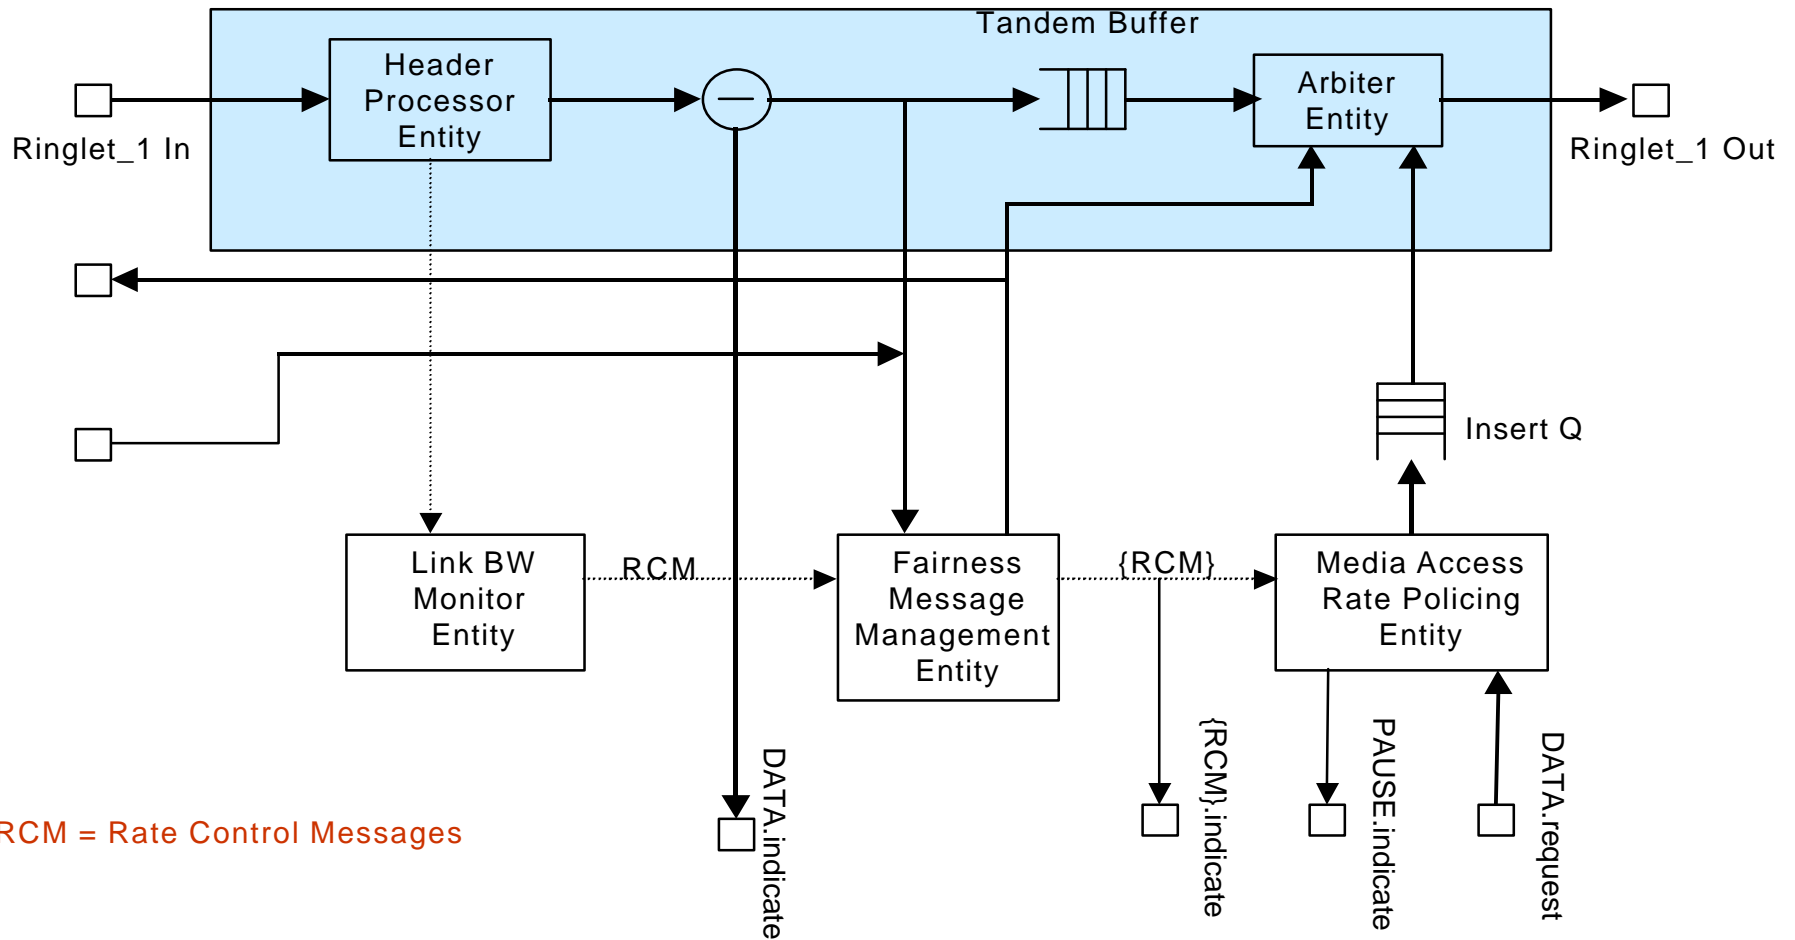 Tandem Buffer
Header
Processor
Entity
Arbiter
Entity
Ringlet_1 In
Ringlet_1 Out
Insert Q
Link BW
Monitor
Entity
RCM
Fairness
Message
Management
Entity
{RCM}
Media Access
Rate Policing
Entity
DATA.indicate
{RCM}.indicate
PAUSE.indicate
DATA.request
RCM = Rate Control Messages